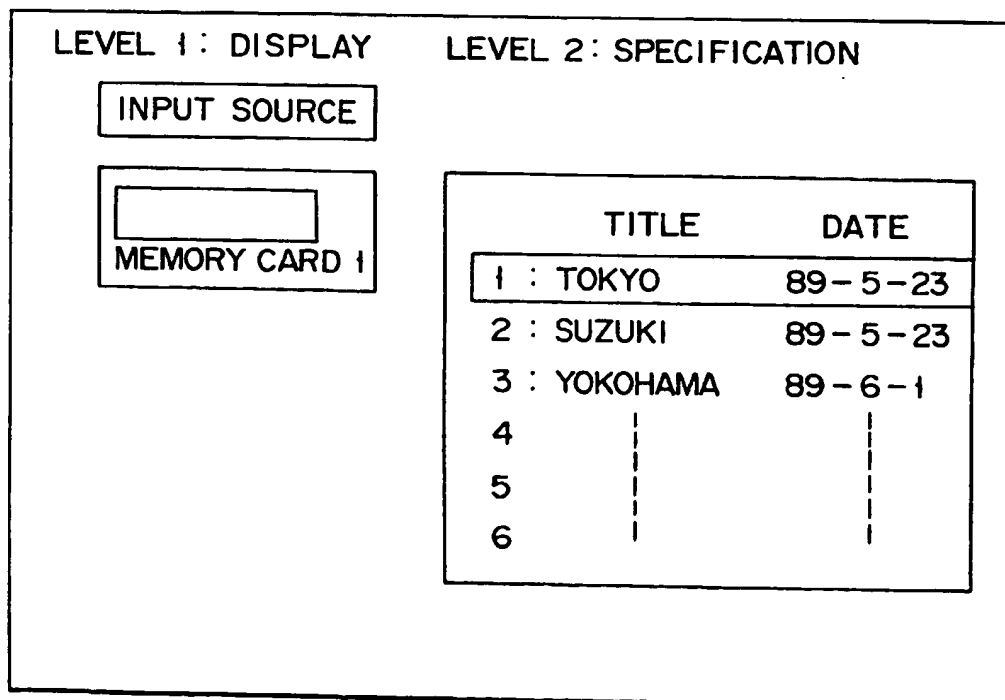 LEVEL 1: DISPLAY
LEVEL 2: SPECIFICATION
INPUT SOURCE
MEMORY CARD 1
TITLE DATE
1 : TOKYO 89-5-23
2 : SUZUKI 89-5-23
3 : YOKOHAMA 89-6-1
4
5
6